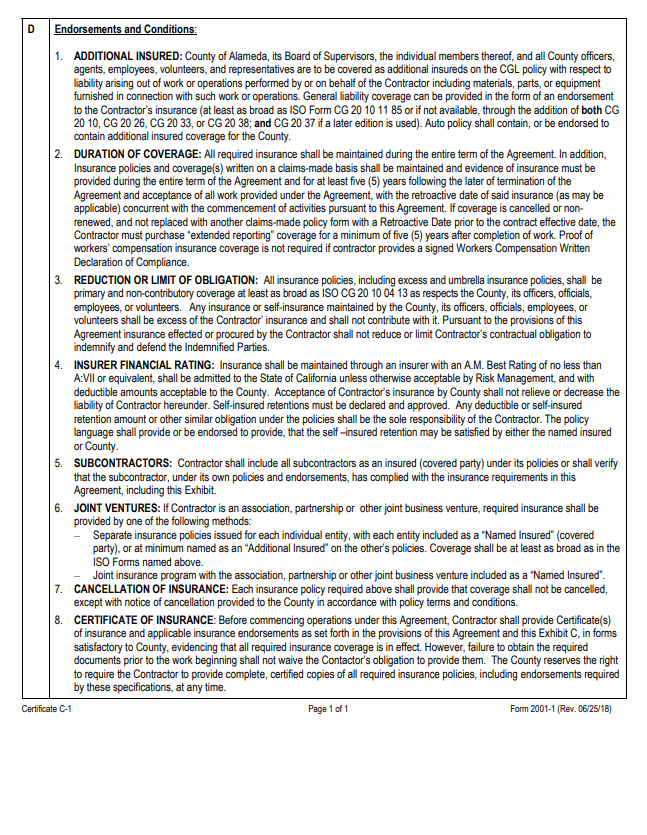 D Endorsements and Conditions:
1. ADDITIONAL INSURED: County of Alameda, its Board of Supervisors, the individual members thereof, and all County officers,
agents, employees, volunteers, and representatives are to be covered as additional insureds on the CGL policy with respect to
liability arising out of work or operations performed by or on behalf of the Contractor including materials, parts, or equipment
furnished in connection with such work or operations. General liability coverage can be provided in the form of an endorsement
to the Contractor's insurance (at least as broad as ISO Form CG 20 10 11 85 or if not available, through the addition of both CG
20 10, CG 20 26, CG 20 33, or CG 20 38; and CG 20 37 if a later edition is used). Auto policy shall contain, or be endorsed to
contain additional insured coverage for the County.
2. DURATION OF COVERAGE: All required insurance shall be maintained during the entire term of the Agreement. In addition,
Insurance policies and coverage(s) written on a claims-made basis shall be maintained and evidence of insurance must be
provided during the entire term of the Agreement and for at least five (5) years following the later of termination of the
Agreement and acceptance of all work provided under the Agreement, with the retroactive date of said insurance (as may be
applicable) concurrent with the commencement of activities pursuant to this Agreement. If coverage is cancelled or non-
renewed, and not replaced with another claims-made policy form with a Retroactive Date prior to the contract effective date, the
Contractor must purchase "extended reporting" coverage for a minimum of five (5) years after completion of work. Proof of
workers' compensation insurance coverage is not required if contractor provides a signed Workers Compensation Written
Declaration of Compliance.
3. REDUCTION OR LIMIT OF OBLIGATION: All insurance policies, including excess and umbrella insurance policies, shall be
primary and non-contributory coverage at least as broad as ISO CG 20 10 04 13 as respects the County, its officers, officials,
employees, or volunteers. Any insurance or self-insurance maintained by the County, its officers, officials, employees, or
volunteers shall be excess of the Contractor' insurance and shall not contribute with it. Pursuant to the provisions of this
Agreement insurance effected or procured by the Contractor shall not reduce or limit Contractor's contractual obligation to
indemnify and defend the Indemnified Parties.
4. INSURER FINANCIAL RATING: Insurance shall be maintained through an insurer with an A.M. Best Rating of no less than
A:VII or equivalent, shall be admitted to the State of California unless otherwise acceptable by Risk Management, and with
deductible amounts acceptable to the County. Acceptance of Contractor's insurance by County shall not relieve or decrease the
liability of Contractor hereunder. Self-insured retentions must be declared and approved. Any deductible or self-insured
retention amount or other similar obligation under the policies shall be the sole responsibility of the Contractor. The policy
language shall provide or be endorsed to provide, that the self –insured retention may be satisfied by either the named insured
or County.
5. SUBCONTRACTORS: Contractor shall include all subcontractors as an insured (covered party) under its policies or shall verify
that the subcontractor, under its own policies and endorsements, has complied with the insurance requirements in this
Agreement, including this Exhibit.
6. JOINT VENTURES: If Contractor is an association, partnership or other joint business venture, required insurance shall be
provided by one of the following methods:
– Separate insurance policies issued for each individual entity, with each entity included as a "Named Insured" (covered
party), or at minimum named as an "Additional Insured" on the other's policies. Coverage shall be at least as broad as in the
ISO Forms named above.
– Joint insurance program with the association, partnership or other joint business venture included as a "Named Insured".
7. CANCELLATION OF INSURANCE: Each insurance policy required above shall provide that coverage shall not be cancelled,
except with notice of cancellation provided to the County in accordance with policy terms and conditions.
8. CERTIFICATE OF INSURANCE: Before commencing operations under this Agreement, Contractor shall provide Certificate(s)
of insurance and applicable insurance endorsements as set forth in the provisions of this Agreement and this Exhibit C, in forms
satisfactory to County, evidencing that all required insurance coverage is in effect. However, failure to obtain the required
documents prior to the work beginning shall not waive the Contactor's obligation to provide them. The County reserves the right
to require the Contractor to provide complete, certified copies of all required insurance policies, including endorsements required
by these specifications, at any time.
Certificate C-1 Page 1 of 1 Form 2001-1 (Rev. 06/25/18)